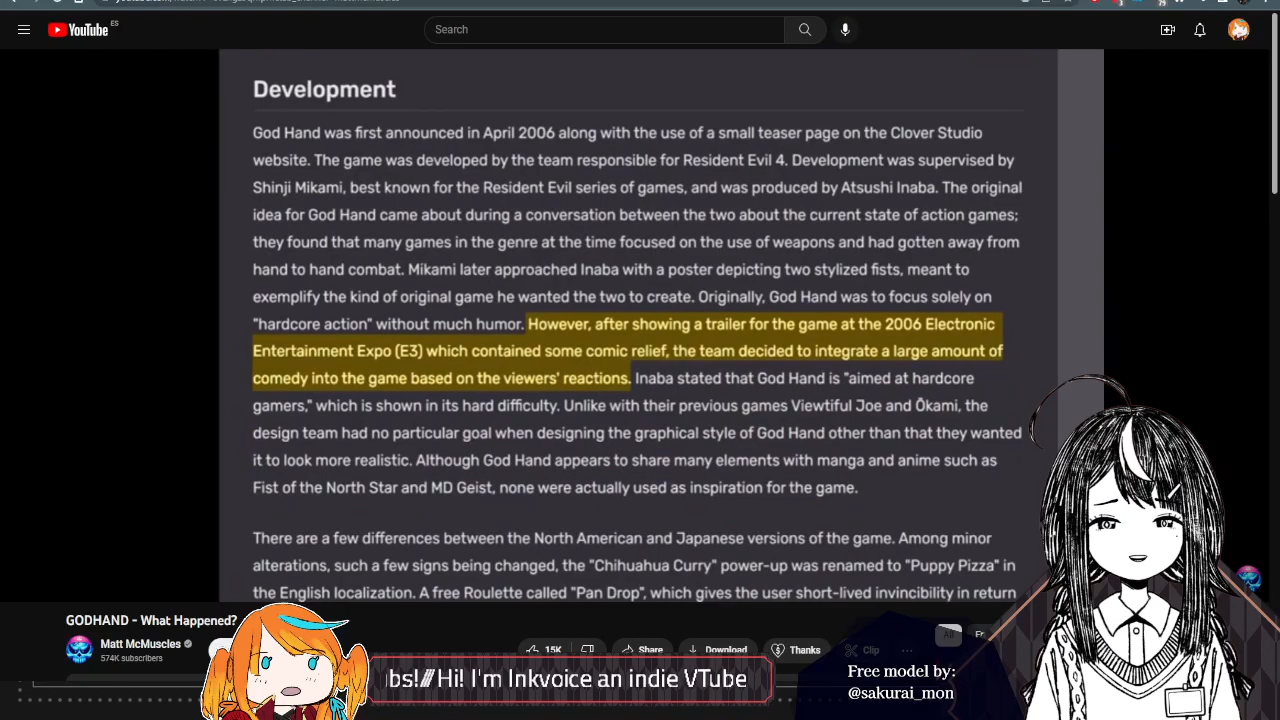 YouTube ES
Search
Development
God Hand was first announced in April 2006 along with the use of a small teaser page on the Clover Studio
website. The game was developed by the team responsible for Resident Evil 4. Development was supervised by
Shinji Mikami, best known for the Resident Evil series of games, and was produced by Atsushi Inaba. The original
idea for God Hand came about during a conversation between the two about the current state of action games;
they found that many games in the genre at the time focused on the use of weapons and had gotten away from
hand to hand combat. Mikami later approached Inaba with a poster depicting two stylized fists, meant to
exemplify the kind of original game he wanted the two to create. Originally, God Hand was to focus solely on
"hardcore action" without much humor. However, after showing a trailer for the game at the 2006 Electronic
Entertainment Expo (E3) which contained some comic relief, the team decided to integrate a large amount of
comedy into the game based on the viewers' reactions. Inaba stated that God Hand is "aimed at hardcore
gamers," which is shown in its hard difficulty. Unlike with their previous games Viewtiful Joe and Ōkami, the
design team had no particular goal when designing the graphical style of God Hand other than that they wanted
it to look more realistic. Although God Hand appears to share many elements with manga and anime such as
Fist of the North Star and MD Geist, none were actually used as inspiration for the game.
There are a few differences between the North American and Japanese versions of the game. Among minor
alterations, such a few signs being changed, the "Chihuahua Curry" power-up was renamed to "Puppy Pizza" in
the English localization. A free Roulette called "Pan Drop", which gives the user short-lived invincibility in return
GODHAND - What Happened?
Matt McMuscles
574K subscribers
15K
Share
Download
Thanks
Clip
All
Fr
bs!///Hi! I'm Inkvoice an indie VTube
Free model by:
@sakurai_mon